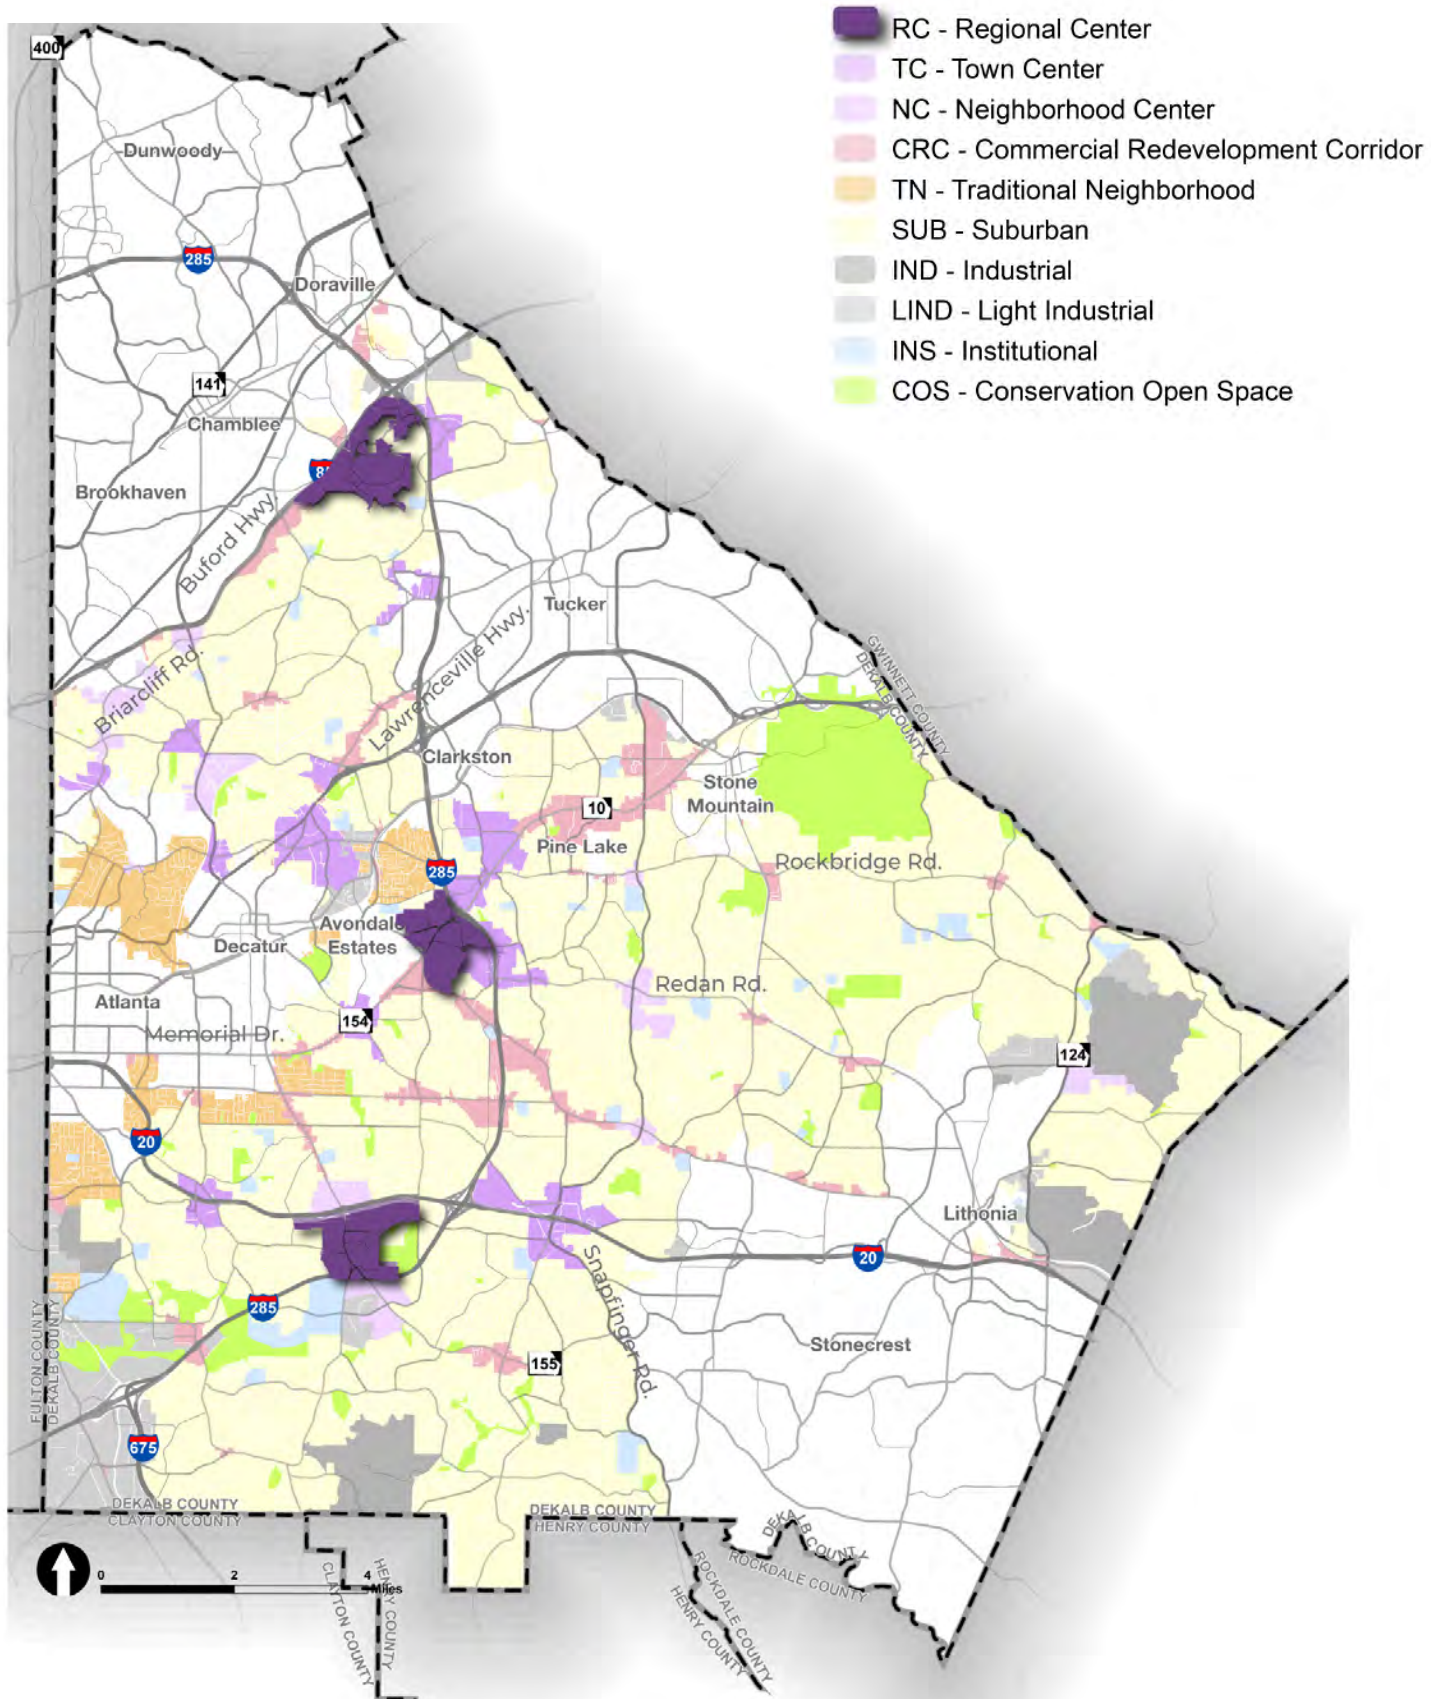 RC - Regional Center
TC - Town Center
NC - Neighborhood Center
CRC - Commercial Redevelopment Corridor
TN - Traditional Neighborhood
SUB - Suburban
IND - Industrial
LIND - Light Industrial
INS - Institutional
COS - Conservation Open Space
400
Dunwoody
285
Doraville
141
Chamblee
Brookhaven
Buford Hwy.
Tucker
Lawrenceville Hwy.
GWINNETT COUNTY
DEKALB COUNTY
Briarcliff Rd.
Clarkston
Stone
Mountain
10
Pine Lake
Rockbridge Rd.
285
Avondale
Estates
Decatur
Redan Rd.
Atlanta
154
Memorial Dr.
124
20
Lithonia
20
Snapfinger Rd.
285
FULTON COUNTY
DEKALB COUNTY
Stonecrest
155
675
DEKALB COUNTY
CLAYTON COUNTY
DEKALB COUNTY
HENRY COUNTY
DEKALB COUNTY
ROCKDALE COUNTY
0 2 4
Miles
CLAYTON COUNTY
HENRY COUNTY
ROCKDALE COUNTY
HENRY COUNTY